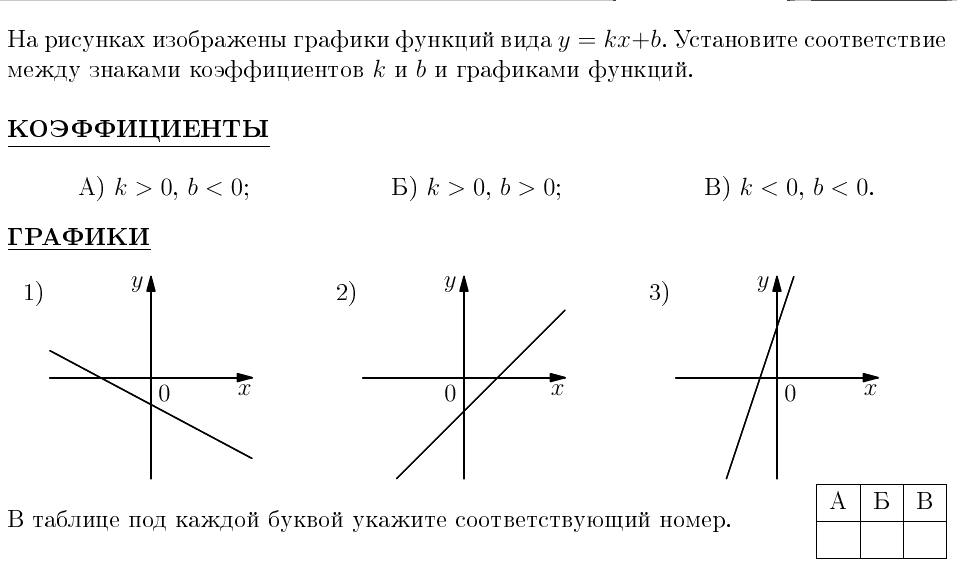 На рисунках изображены графики функций вида y = kx+b. Установите соответствие
между знаками коэффициентов k и b и графиками функций.
КОЭФФИЦИЕНТЫ
А) k > 0, b < 0; Б) k > 0, b > 0; В) k < 0, b < 0.
ГРАФИКИ
1) y 0 x 2) y 0 x 3) y 0 x
В таблице под каждой буквой укажите соответствующий номер.
А Б В